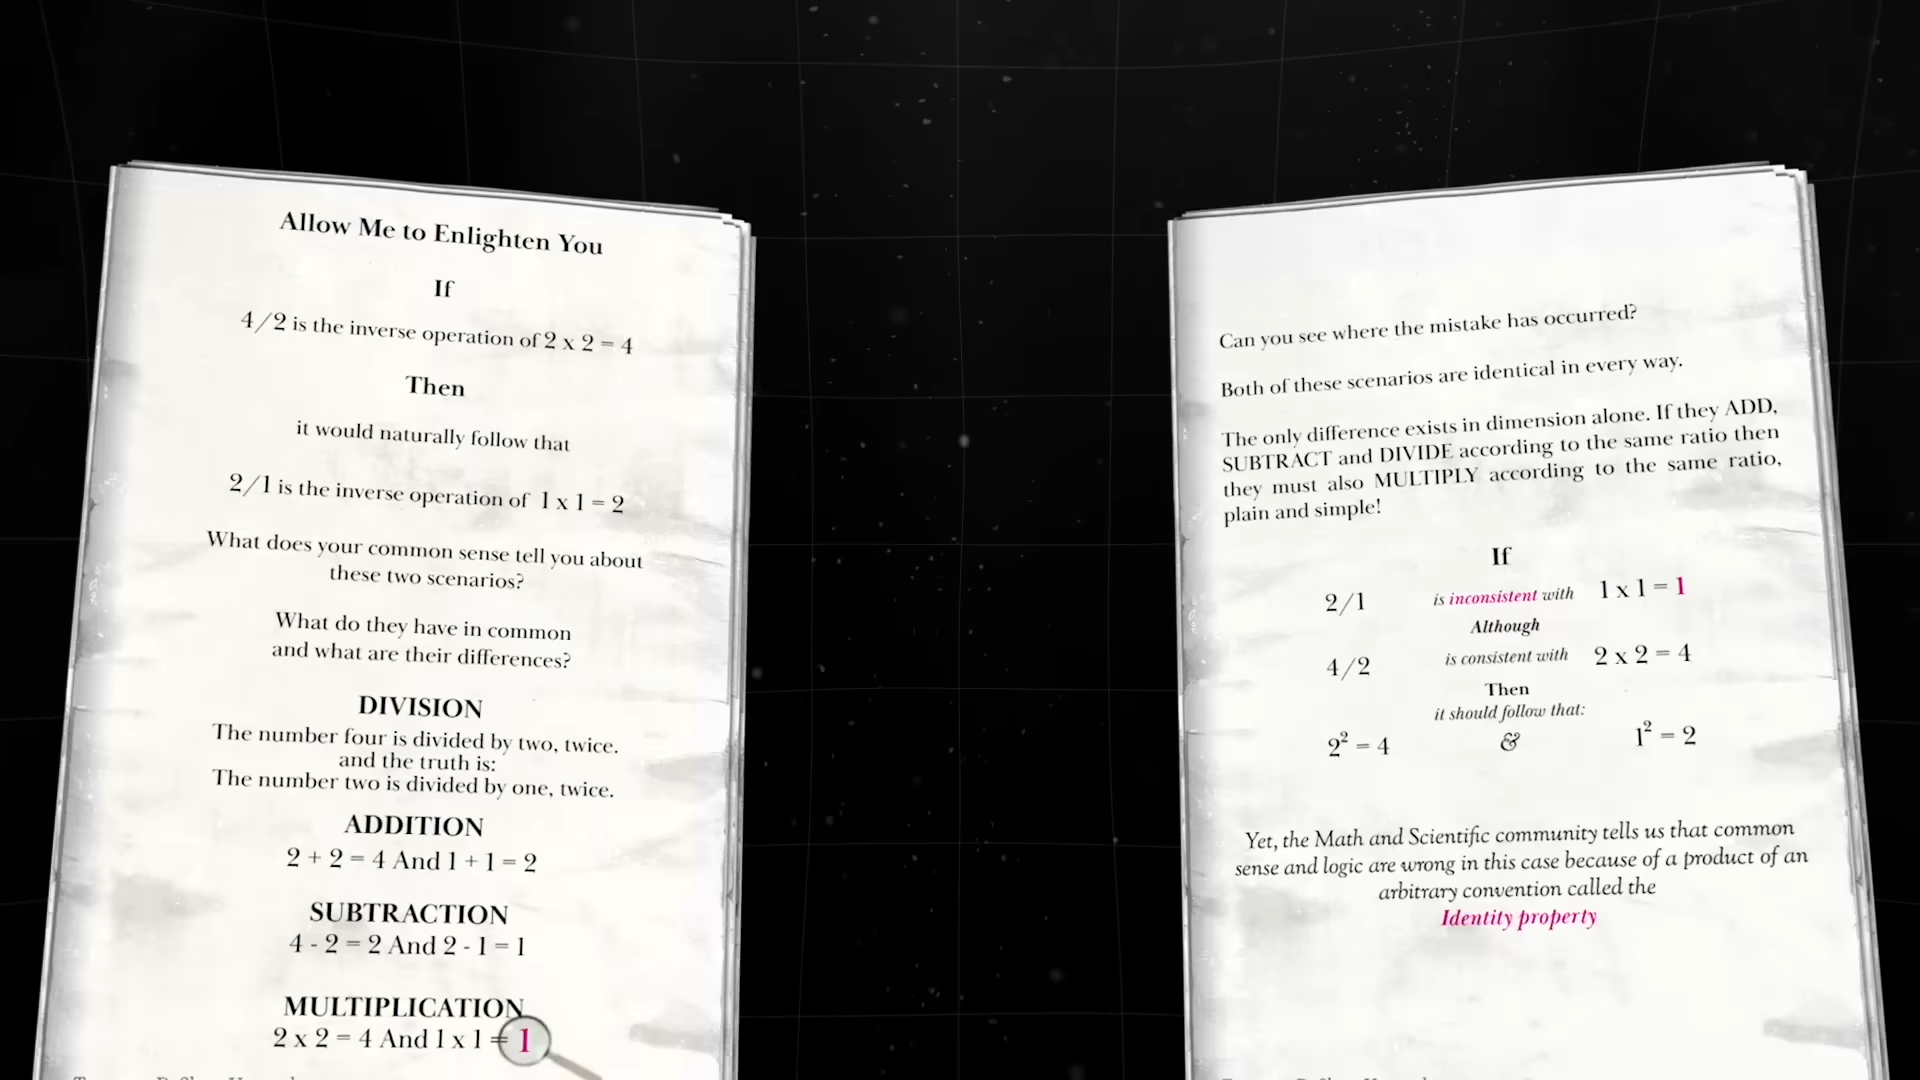 Allow Me to Enlighten You
If
4/2 is the inverse operation of 2 x 2 = 4
Then
it would naturally follow that
2/1 is the inverse operation of 1 x 1 = 2
What does your common sense tell you about
these two scenarios?
What do they have in common
and what are their differences?
DIVISION
The number four is divided by two, twice.
and the truth is:
The number two is divided by one, twice.
ADDITION
2 + 2 = 4 And 1 + 1 = 2
SUBTRACTION
4 - 2 = 2 And 2 - 1 = 1
MULTIPLICATION
2 x 2 = 4 And 1 x 1 = 1
Can you see where the mistake has occurred?
Both of these scenarios are identical in every way.
The only difference exists in dimension alone. If they ADD,
SUBTRACT and DIVIDE according to the same ratio then
they must also MULTIPLY according to the same ratio,
plain and simple!
If
2/1 is inconsistent with 1 x 1 = 1
Although
4/2 is consistent with 2 x 2 = 4
Then
it should follow that:
2² = 4 & 1² = 2
Yet, the Math and Scientific community tells us that common
sense and logic are wrong in this case because of a product of an
arbitrary convention called the
Identity property